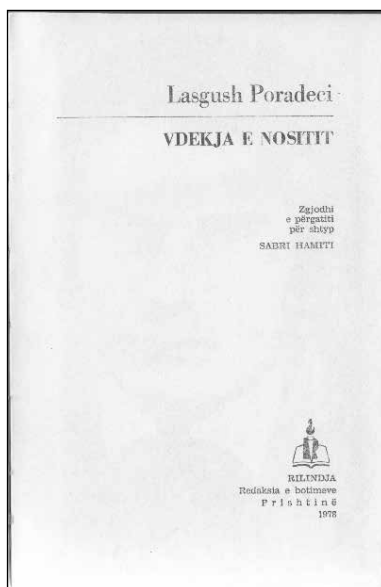 Lasgush Poradeci
VDEKJA E NOSITIT
Zgjodhi
e përgatiti
për shtyp
SABRI HAMITI
RILINDJA
Redaksia e botimeve
Prishtinë
1978